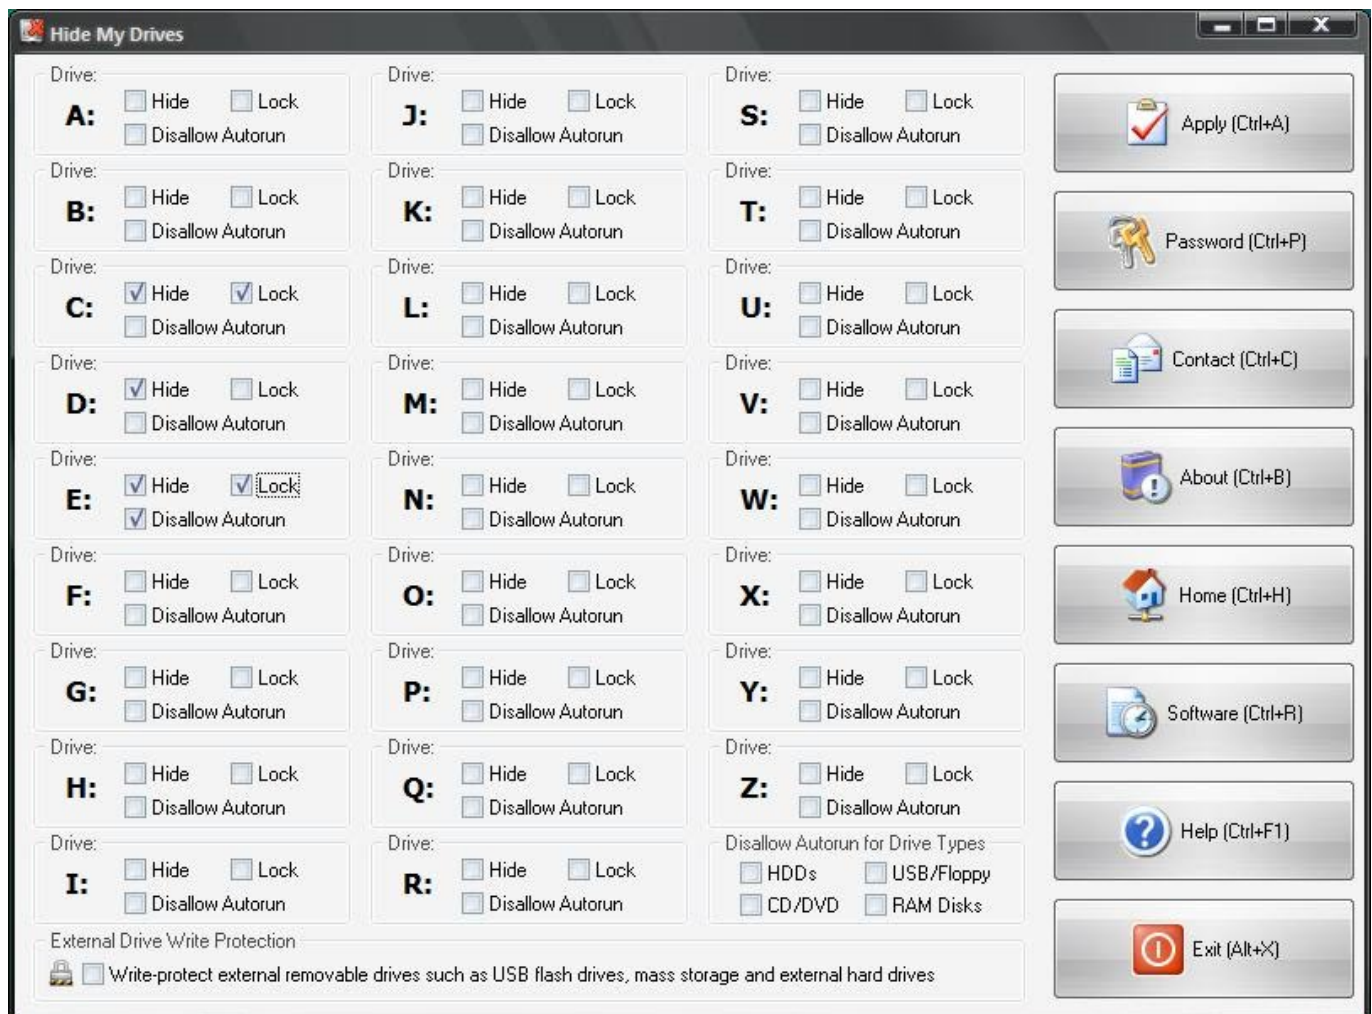 Hide My Drives
Drive: Drive: Drive:
A: Hide Lock J: Hide Lock S: Hide Lock Apply (Ctrl+A)
Disallow Autorun Disallow Autorun Disallow Autorun
Drive: Drive: Drive:
B: Hide Lock K: Hide Lock T: Hide Lock Password (Ctrl+P)
Disallow Autorun Disallow Autorun Disallow Autorun
Drive: Drive: Drive:
C: Hide Lock L: Hide Lock U: Hide Lock
Disallow Autorun Disallow Autorun Disallow Autorun
Drive: Drive: Drive: Contact (Ctrl+C)
D: Hide Lock M: Hide Lock V: Hide Lock
Disallow Autorun Disallow Autorun Disallow Autorun
Drive: Drive: Drive:
E: Hide Lock N: Hide Lock W: Hide Lock About (Ctrl+B)
Disallow Autorun Disallow Autorun Disallow Autorun
Drive: Drive: Drive:
F: Hide Lock O: Hide Lock X: Hide Lock Home (Ctrl+H)
Disallow Autorun Disallow Autorun Disallow Autorun
Drive: Drive: Drive:
G: Hide Lock P: Hide Lock Y: Hide Lock
Disallow Autorun Disallow Autorun Disallow Autorun Software (Ctrl+R)
Drive: Drive: Drive:
H: Hide Lock Q: Hide Lock Z: Hide Lock
Disallow Autorun Disallow Autorun Disallow Autorun
Drive: Drive: Disallow Autorun for Drive Types Help (Ctrl+F1)
I: Hide Lock R: Hide Lock HDDs USB/Floppy
Disallow Autorun Disallow Autorun CD/DVD RAM Disks
External Drive Write Protection Exit (Alt+X)
Write-protect external removable drives such as USB flash drives, mass storage and external hard drives